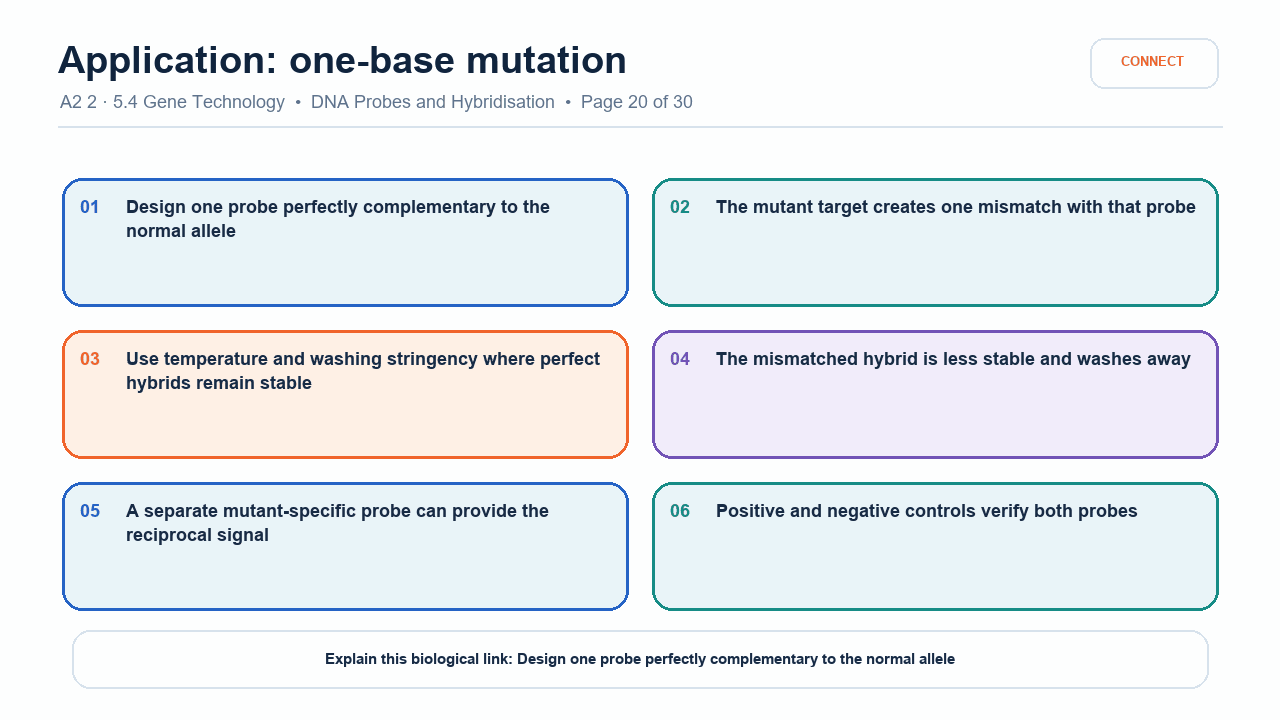 Application: one-base mutation
CONNECT
A2 2 · 5.4 Gene Technology • DNA Probes and Hybridisation • Page 20 of 30
01 Design one probe perfectly complementary to the
normal allele
02 The mutant target creates one mismatch with that probe
03 Use temperature and washing stringency where perfect
hybrids remain stable
04 The mismatched hybrid is less stable and washes away
05 A separate mutant-specific probe can provide the
reciprocal signal
06 Positive and negative controls verify both probes
Explain this biological link: Design one probe perfectly complementary to the normal allele